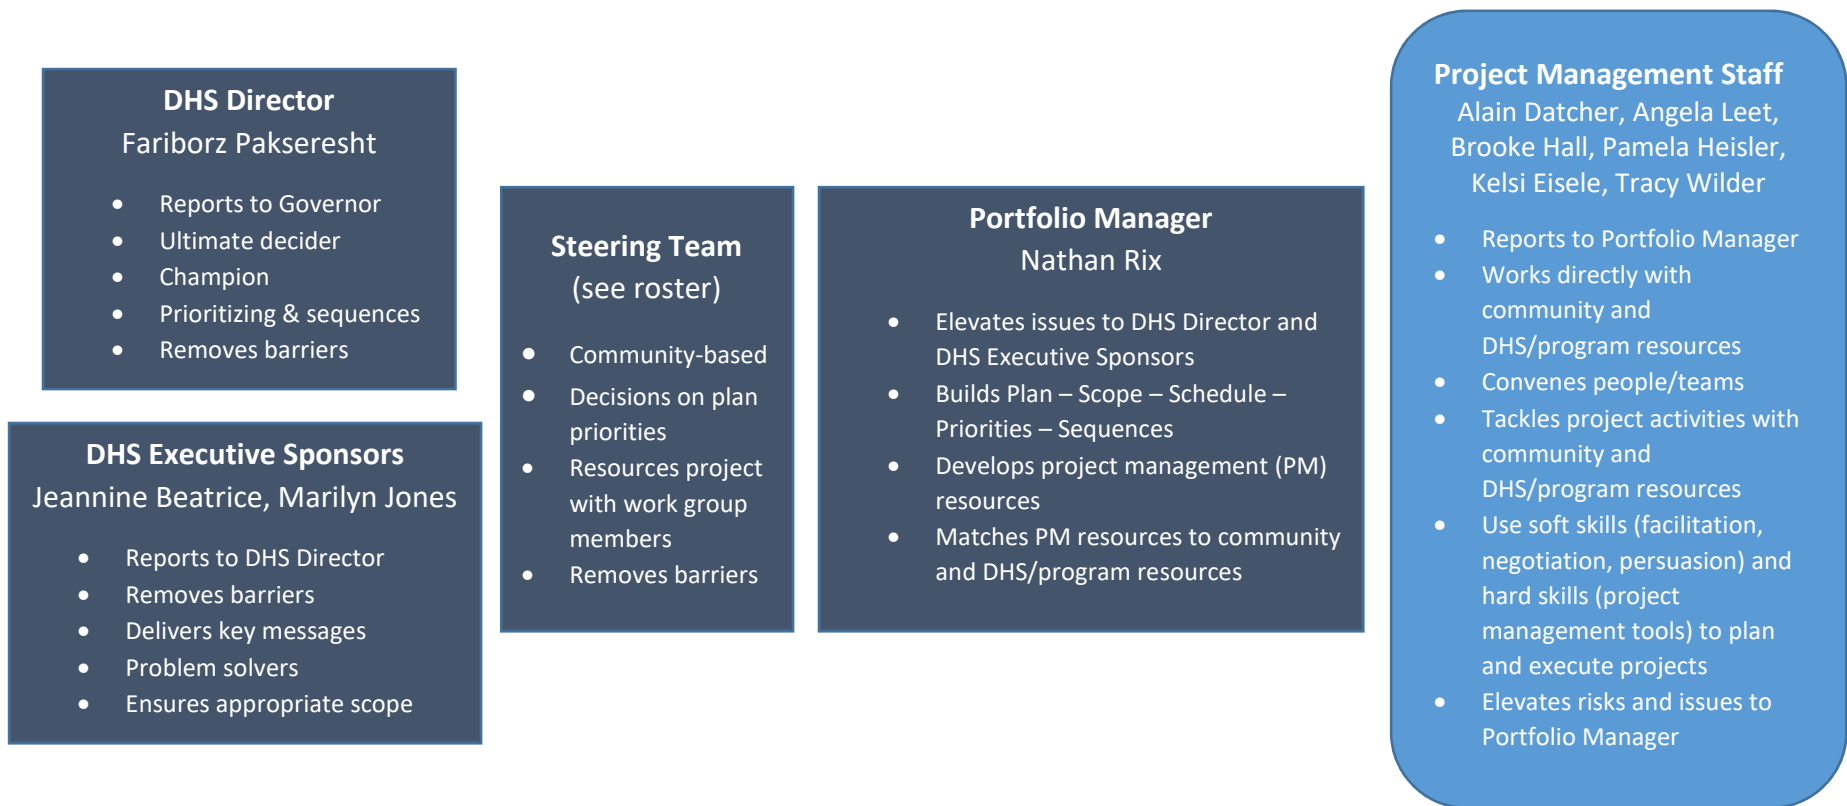 DHS Director
Fariborz Pakseresht
• Reports to Governor
• Ultimate decider
• Champion
• Prioritizing & sequences
• Removes barriers
DHS Executive Sponsors
Jeannine Beatrice, Marilyn Jones
• Reports to DHS Director
• Removes barriers
• Delivers key messages
• Problem solvers
• Ensures appropriate scope
Steering Team
(see roster)
• Community-based
• Decisions on plan
priorities
• Resources project
with work group
members
• Removes barriers
Portfolio Manager
Nathan Rix
• Elevates issues to DHS Director and
DHS Executive Sponsors
• Builds Plan – Scope – Schedule –
Priorities – Sequences
• Develops project management (PM)
resources
• Matches PM resources to community
and DHS/program resources
Project Management Staff
Alain Datcher, Angela Leet,
Brooke Hall, Pamela Heisler,
Kelsi Eisele, Tracy Wilder
• Reports to Portfolio Manager
• Works directly with
community and
DHS/program resources
• Convenes people/teams
• Tackles project activities with
community and
DHS/program resources
• Use soft skills (facilitation,
negotiation, persuasion) and
hard skills (project
management tools) to plan
and execute projects
• Elevates risks and issues to
Portfolio Manager